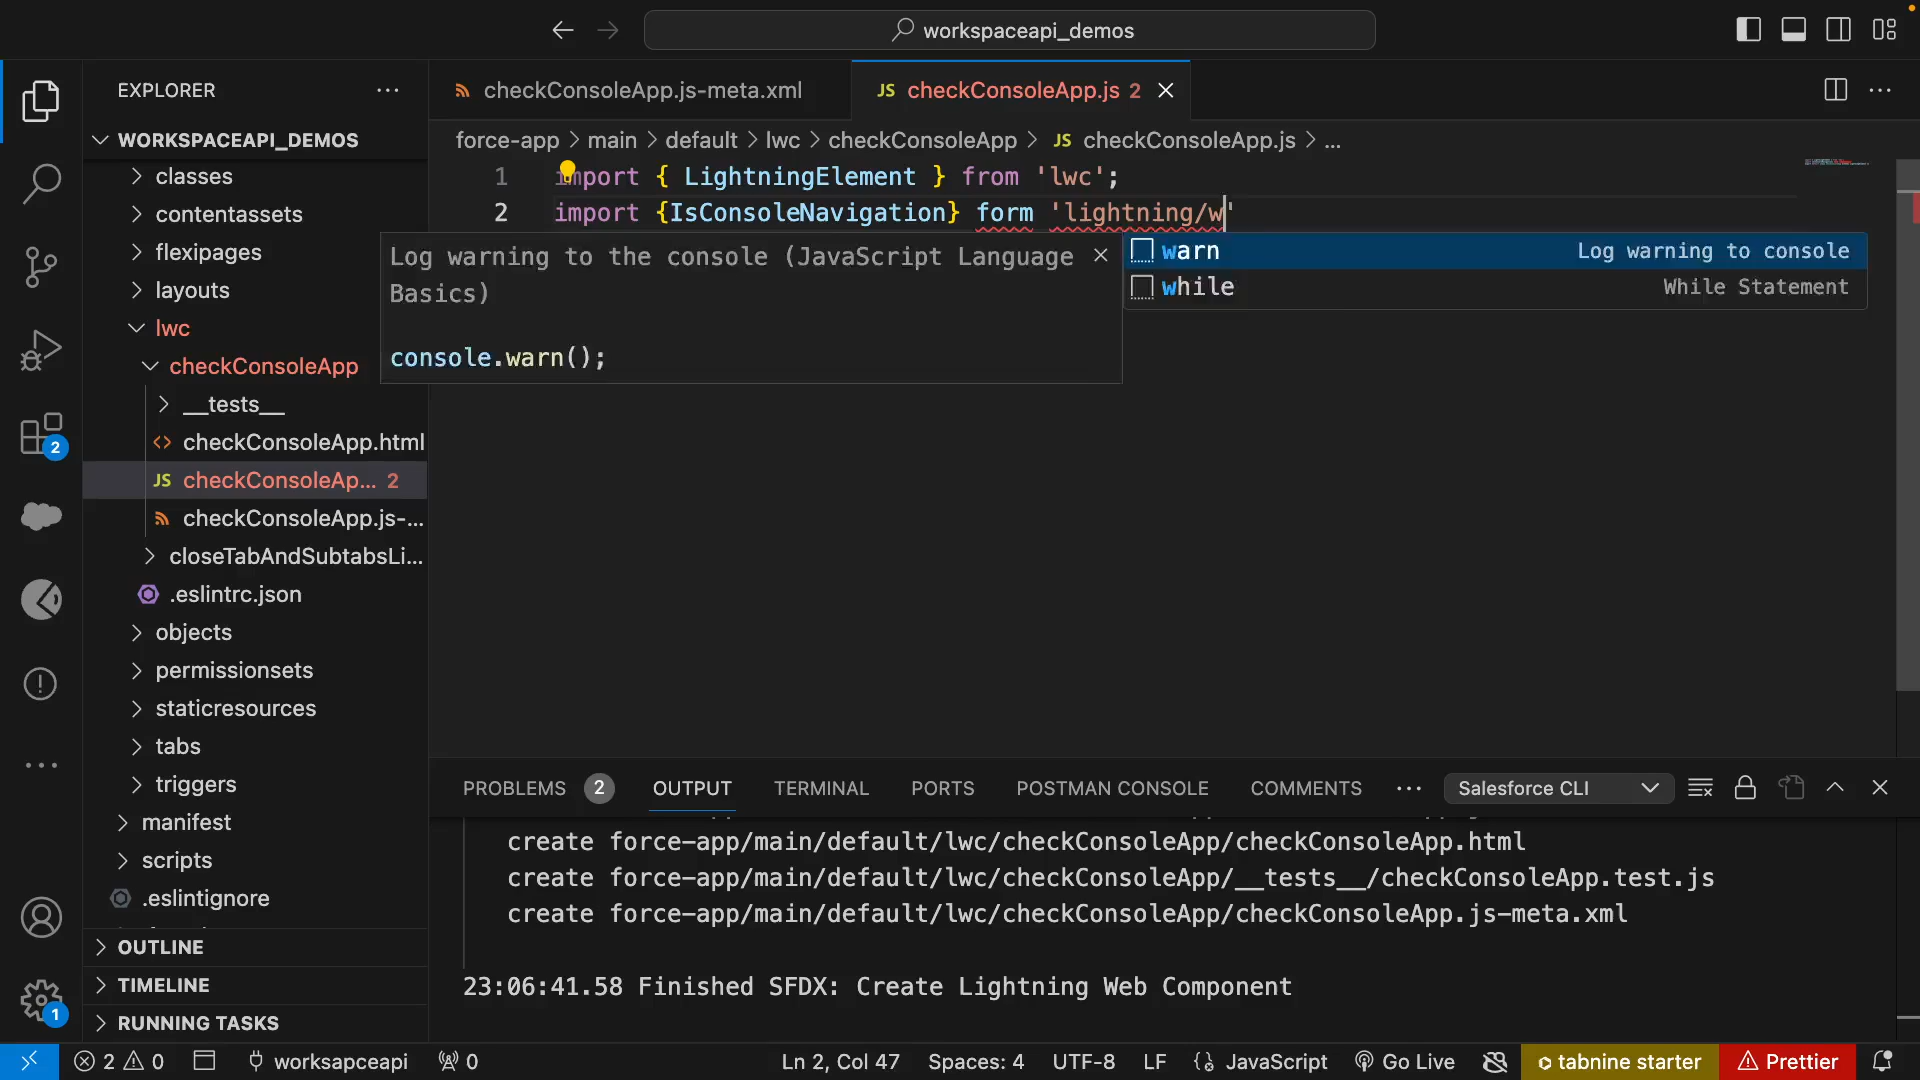 workspaceapi_demos
EXPLORER
WORKSPACEAPI_DEMOS
classes
contentassets
flexipages
layouts
lwc
checkConsoleApp
__tests__
checkConsoleApp.html
JS checkConsoleAp... 2
checkConsoleApp.js-...
closeTabAndSubtabsLi...
.eslintrc.json
objects
permissionsets
staticresources
tabs
triggers
manifest
scripts
.eslintignore
OUTLINE
TIMELINE
RUNNING TASKS
2
1
checkConsoleApp.js-meta.xml
JS checkConsoleApp.js 2
force-app > main > default > lwc > checkConsoleApp > JS checkConsoleApp.js > ...
1 import { LightningElement } from 'lwc';
2 import {IsConsoleNavigation} form 'lightning/w'
Log warning to the console (JavaScript Language
Basics)
console.warn();
warn Log warning to console
while While Statement
PROBLEMS 2 OUTPUT TERMINAL PORTS POSTMAN CONSOLE COMMENTS ... Salesforce CLI
create force-app/main/default/lwc/checkConsoleApp/checkConsoleApp.html
create force-app/main/default/lwc/checkConsoleApp/__tests__/checkConsoleApp.test.js
create force-app/main/default/lwc/checkConsoleApp/checkConsoleApp.js-meta.xml
23:06:41.58 Finished SFDX: Create Lightning Web Component
2 0 worksapceapi 0 Ln 2, Col 47 Spaces: 4 UTF-8 LF JavaScript Go Live tabnine starter Prettier